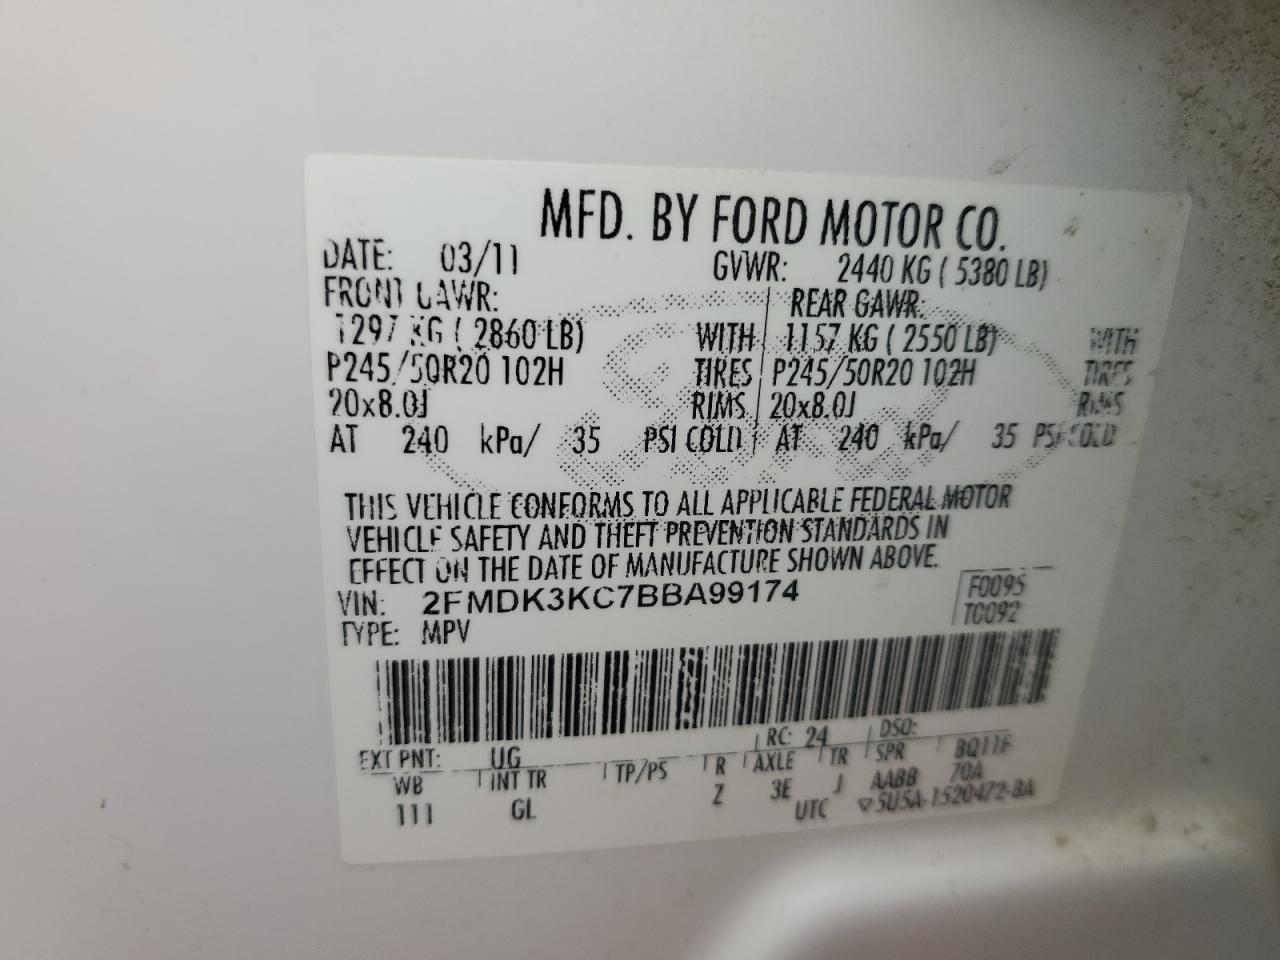 MFD. BY FORD MOTOR CO.
DATE: 03/11 GVWR: 2440 KG ( 5380 LB)
FRONT GAWR: REAR GAWR:
1297 KG ( 2860 LB) WITH 1157 KG ( 2550 LB) WITH
P245/50R20 102H TIRES P245/50R20 102H TIRES
20x8.0J RIMS 20x8.0J RIMS
AT 240 kPa/ 35 PSI COLD AT 240 kPa/ 35 PSI COLD
THIS VEHICLE CONFORMS TO ALL APPLICABLE FEDERAL MOTOR
VEHICLE SAFETY AND THEFT PREVENTION STANDARDS IN
EFFECT ON THE DATE OF MANUFACTURE SHOWN ABOVE.
VIN: 2FMDK3KC7BBA99174 F0095
TYPE: MPV T0092
EXT PNT: UG RC: 24 DSO:
WB INT TR TP/PS R AXLE TR SPR BQ11F
111 GL Z 3E J AABB 70A
UTC ▽5U5A-1520472-BA